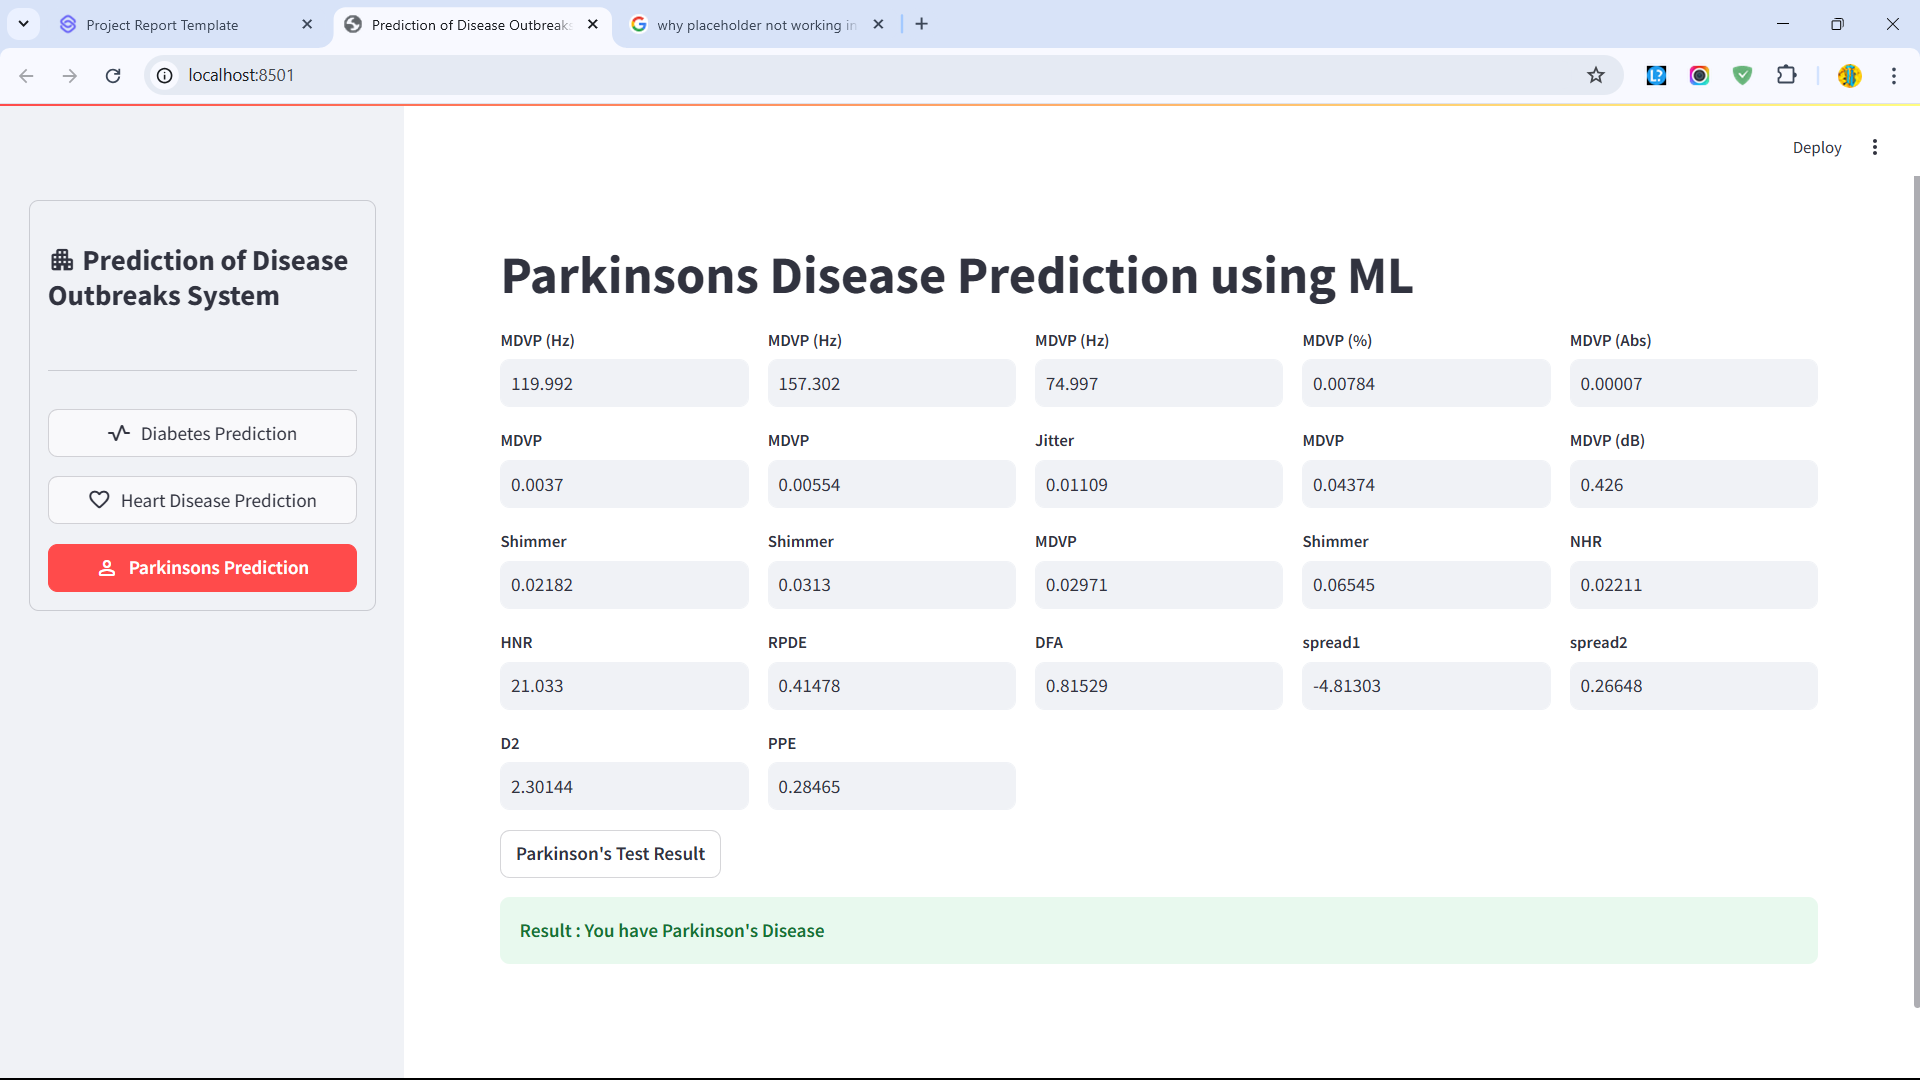 Project Report Template
Prediction of Disease Outbreaks
why placeholder not working in
localhost:8501
Deploy
Prediction of Disease
Outbreaks System
Diabetes Prediction
Heart Disease Prediction
Parkinsons Prediction
Parkinsons Disease Prediction using ML
MDVP (Hz) MDVP (Hz) MDVP (Hz) MDVP (%) MDVP (Abs)
119.992 157.302 74.997 0.00784 0.00007
MDVP MDVP Jitter MDVP MDVP (dB)
0.0037 0.00554 0.01109 0.04374 0.426
Shimmer Shimmer MDVP Shimmer NHR
0.02182 0.0313 0.02971 0.06545 0.02211
HNR RPDE DFA spread1 spread2
21.033 0.41478 0.81529 -4.81303 0.26648
D2 PPE
2.30144 0.28465
Parkinson's Test Result
Result : You have Parkinson's Disease